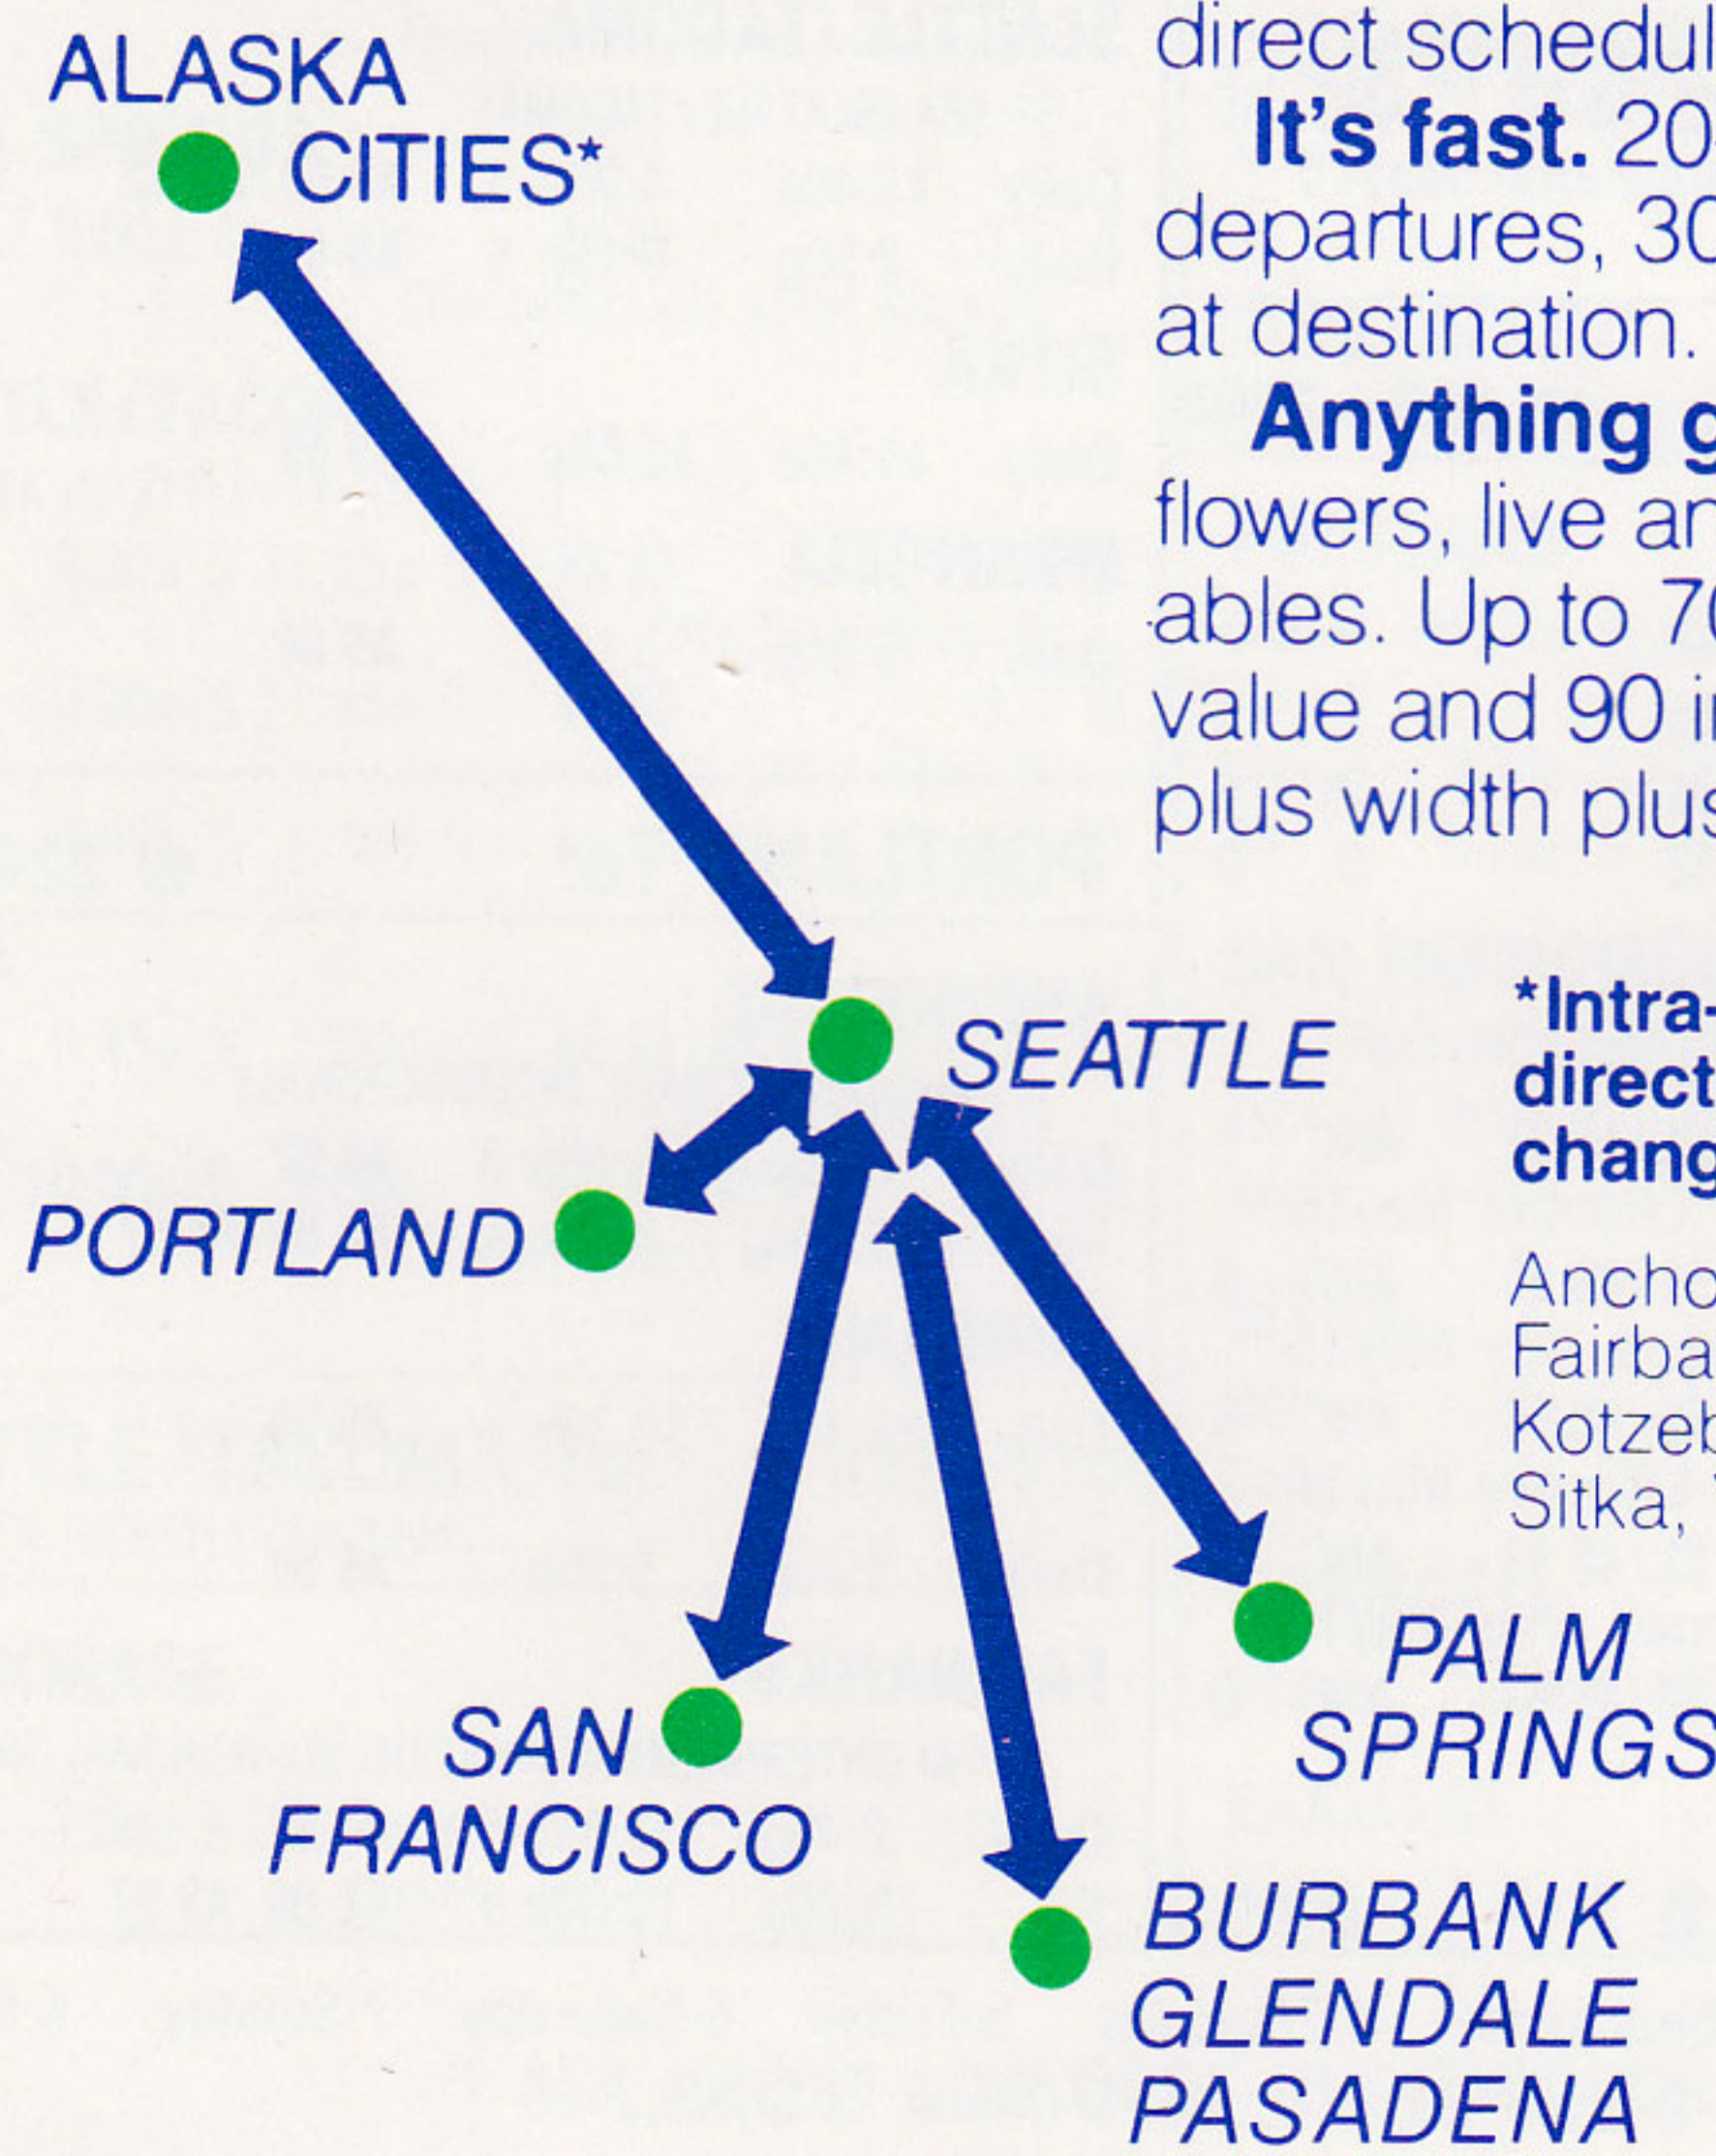 ALASKA
CITIES*
SEATTLE
PORTLAND
SAN
FRANCISCO
PALM
SPRINGS
BURBANK
GLENDALE
PASADENA
direct schedul
It's fast. 20
departures, 30
at destination.
Anything g
flowers, live an
ables. Up to 70
value and 90 in
plus width plus
*Intra-
direct
chang
Ancho
Fairba
Kotzeb
Sitka,